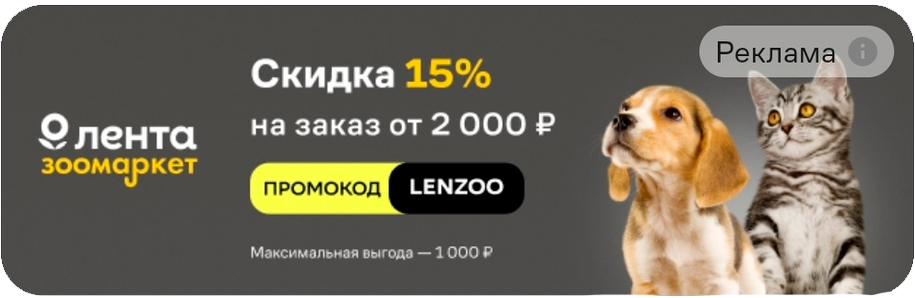 Реклама
лента
зоомаркет
Скидка 15%
на заказ от 2 000 ₽
ПРОМОКОД LENZOO
Максимальная выгода — 1 000 ₽